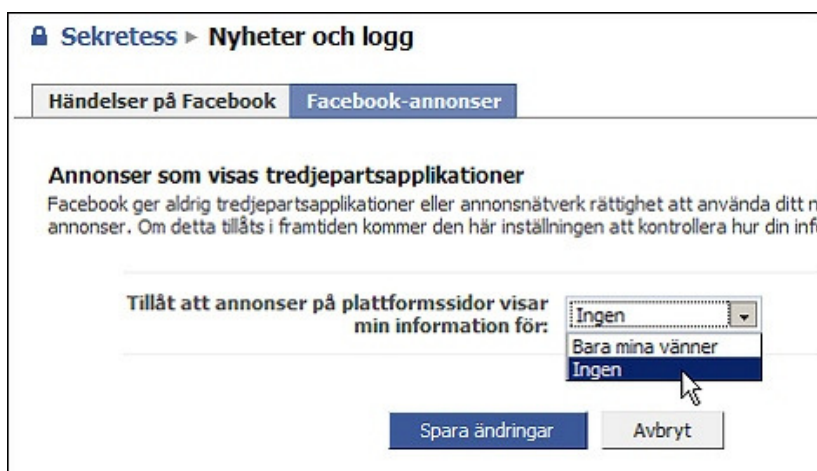 Sekretess ▸ Nyheter och logg
Händelser på Facebook Facebook-annonser
Annonser som visas tredjepartsapplikationer
Facebook ger aldrig tredjepartsapplikationer eller annonsnätverk rättighet att använda ditt
annonser. Om detta tillåts i framtiden kommer den här inställningen att kontrollera hur din
Tillåt att annonser på plattformssidor visar
min information för:
Ingen
Bara mina vänner
Ingen
Spara ändringar Avbryt